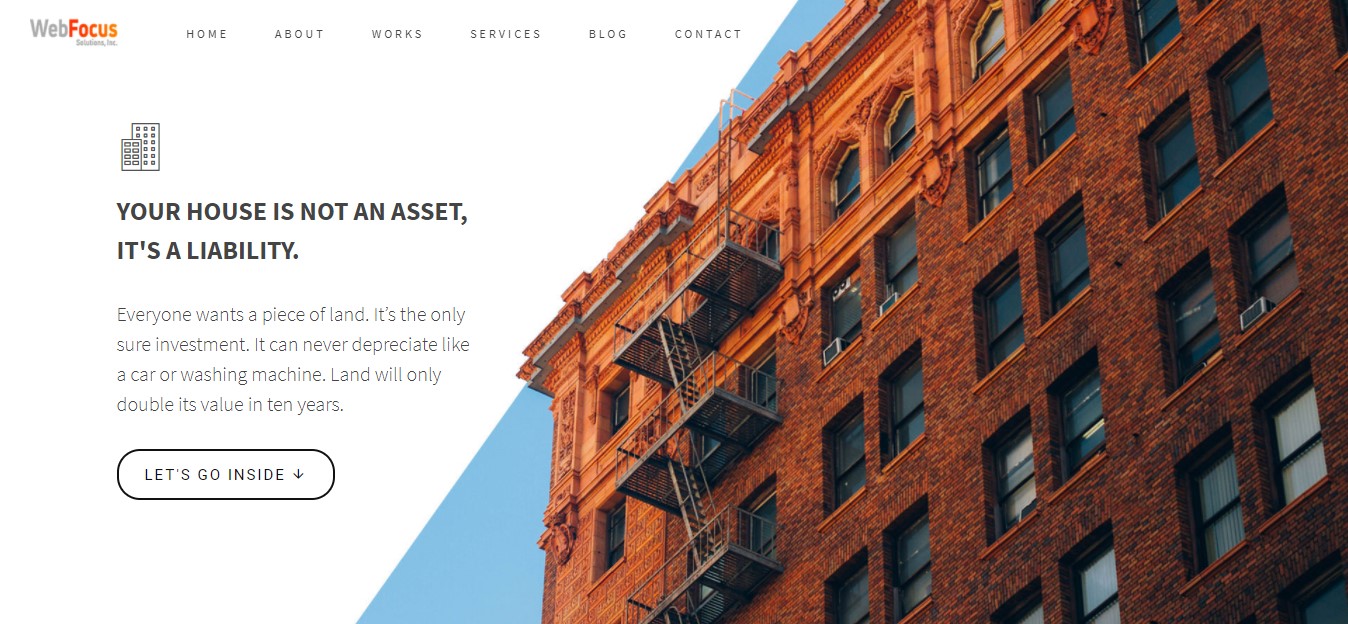 WebFocus
Solutions, Inc.
HOME ABOUT WORKS SERVICES BLOG CONTACT
YOUR HOUSE IS NOT AN ASSET,
IT'S A LIABILITY.
Everyone wants a piece of land. It’s the only
sure investment. It can never depreciate like
a car or washing machine. Land will only
double its value in ten years.
LET'S GO INSIDE ↓